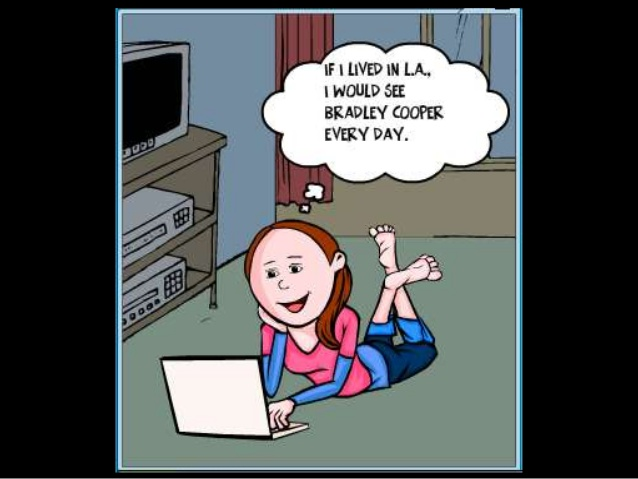 IF I LIVED IN L.A.,
I WOULD SEE
BRADLEY COOPER
EVERY DAY.